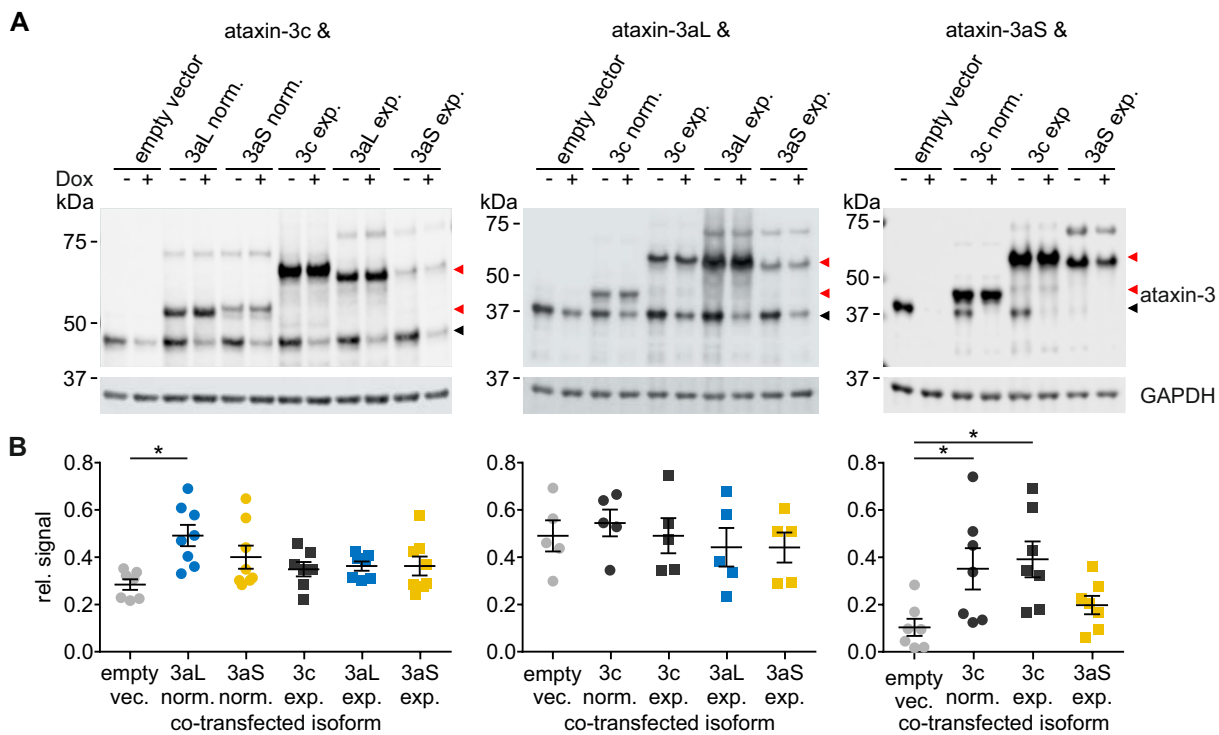 A
ataxin-3c &
ataxin-3aL &
ataxin-3aS &
empty vector
3aL norm.
3aS norm.
3c exp.
3aL exp.
3aS exp.
empty vector
3c norm.
3c exp.
3aL exp.
3aS exp.
empty vector
3c norm.
3c exp
3aS exp.
Dox - + - + - + - + - + - +
- + - + - + - + - +
- + - + - + - +
kDa
75
50
37
kDa
75
50
37
37
kDa
75
50
37
37
ataxin-3
GAPDH
B
* * *
rel. signal
0.8
0.6
0.4
0.2
0.0
0.8
0.6
0.4
0.2
0.0
0.8
0.6
0.4
0.2
0.0
empty 3aL 3aS 3c 3aL 3aS
vec. norm. norm. exp. exp. exp.
co-transfected isoform
empty 3c 3c 3aL 3aS
vec. norm. exp. exp. exp.
co-transfected isoform
empty 3c 3c 3aS
vec. norm. exp. exp.
co-transfected isoform